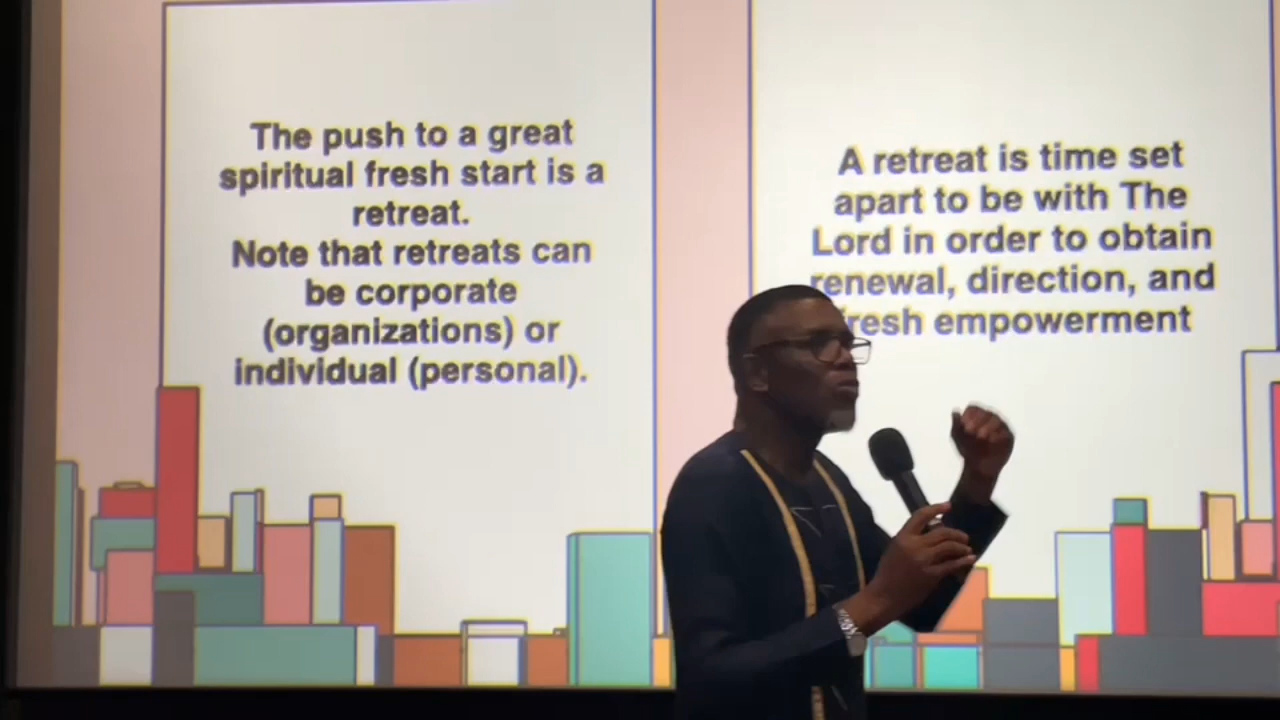 The push to a great
spiritual fresh start is a
retreat.
Note that retreats can
be corporate
(organizations) or
individual (personal).
A retreat is time set
apart to be with The
Lord in order to obtain
renewal, direction, and
fresh empowerment